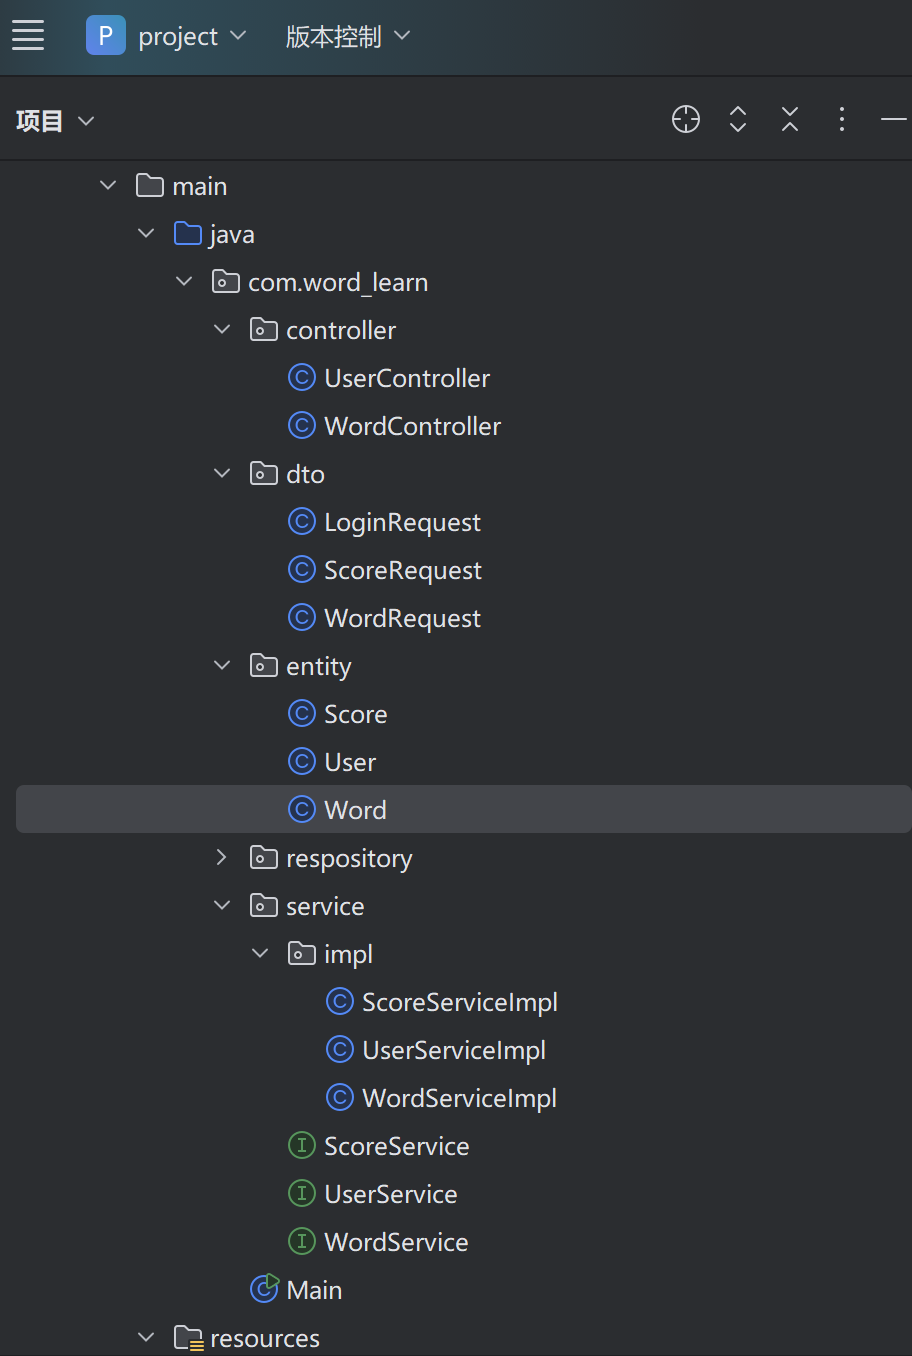 P project 版本控制
项目
main
java
com.word_learn
controller
C UserController
C WordController
dto
C LoginRequest
C ScoreRequest
C WordRequest
entity
C Score
C User
C Word
respository
service
impl
C ScoreServiceImpl
C UserServiceImpl
C WordServiceImpl
I ScoreService
I UserService
I WordService
C Main
resources